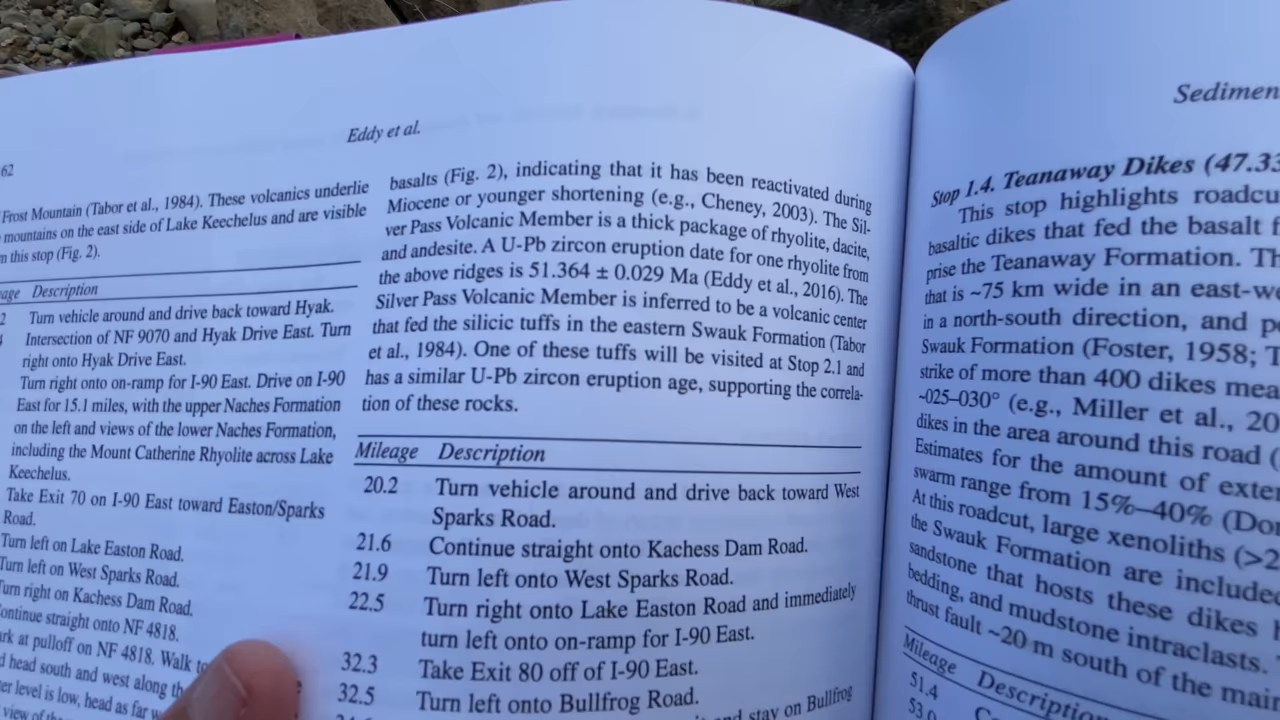 62
Eddy et al.
Frost Mountain (Tabor et al., 1984). These volcanics underlie
mountains on the east side of Lake Keechelus and are visible
this stop (Fig. 2).
Description
2 Turn vehicle around and drive back toward Hyak.
Intersection of NF 9070 and Hyak Drive East. Turn
right onto Hyak Drive East.
Turn right onto on-ramp for I-90 East. Drive on I-90
East for 15.1 miles, with the upper Naches Formation
on the left and views of the lower Naches Formation,
including the Mount Catherine Rhyolite across Lake
Keechelus.
Take Exit 70 on I-90 East toward Easton/Sparks
Road.
Turn left on Lake Easton Road.
Turn left on West Sparks Road.
Turn right on Kachess Dam Road.
Continue straight onto NF 4818.
at pulloff on NF 4818. Walk
head south and west along
level is low, head as far
view of
basalts (Fig. 2), indicating that it has been reactivated during
Miocene or younger shortening (e.g., Cheney, 2003). The Sil-
ver Pass Volcanic Member is a thick package of rhyolite, dacite,
and andesite. A U-Pb zircon eruption date for one rhyolite from
the above ridges is 51.364 ± 0.029 Ma (Eddy et al., 2016). The
Silver Pass Volcanic Member is inferred to be a volcanic center
that fed the silicic tuffs in the eastern Swauk Formation (Tabor
et al., 1984). One of these tuffs will be visited at Stop 2.1 and
has a similar U-Pb zircon eruption age, supporting the correla-
tion of these rocks.
Mileage Description
20.2 Turn vehicle around and drive back toward West
Sparks Road.
21.6 Continue straight onto Kachess Dam Road.
21.9 Turn left onto West Sparks Road.
22.5 Turn right onto Lake Easton Road and immediately
turn left onto on-ramp for I-90 East.
32.3 Take Exit 80 off of I-90 East.
32.5 Turn left onto Bullfrog Road.
and stay on Bullfrog
Sedimen
Stop 1.4. Teanaway Dikes (47.33
This stop highlights roadcu
basaltic dikes that fed the basalt f
prise the Teanaway Formation. Th
that is ~75 km wide in an east-we
in a north-south direction, and p
Swauk Formation (Foster, 1958; T
strike of more than 400 dikes mea
~025–030° (e.g., Miller et al., 20
dikes in the area around this road (
Estimates for the amount of exter
swarm range from 15%–40% (Dor
At this roadcut, large xenoliths (>2
the Swauk Formation are include
sandstone that hosts these dikes
bedding, and mudstone intraclasts.
thrust fault ~20 m south of the main
Mileage Description
51.4
53.0